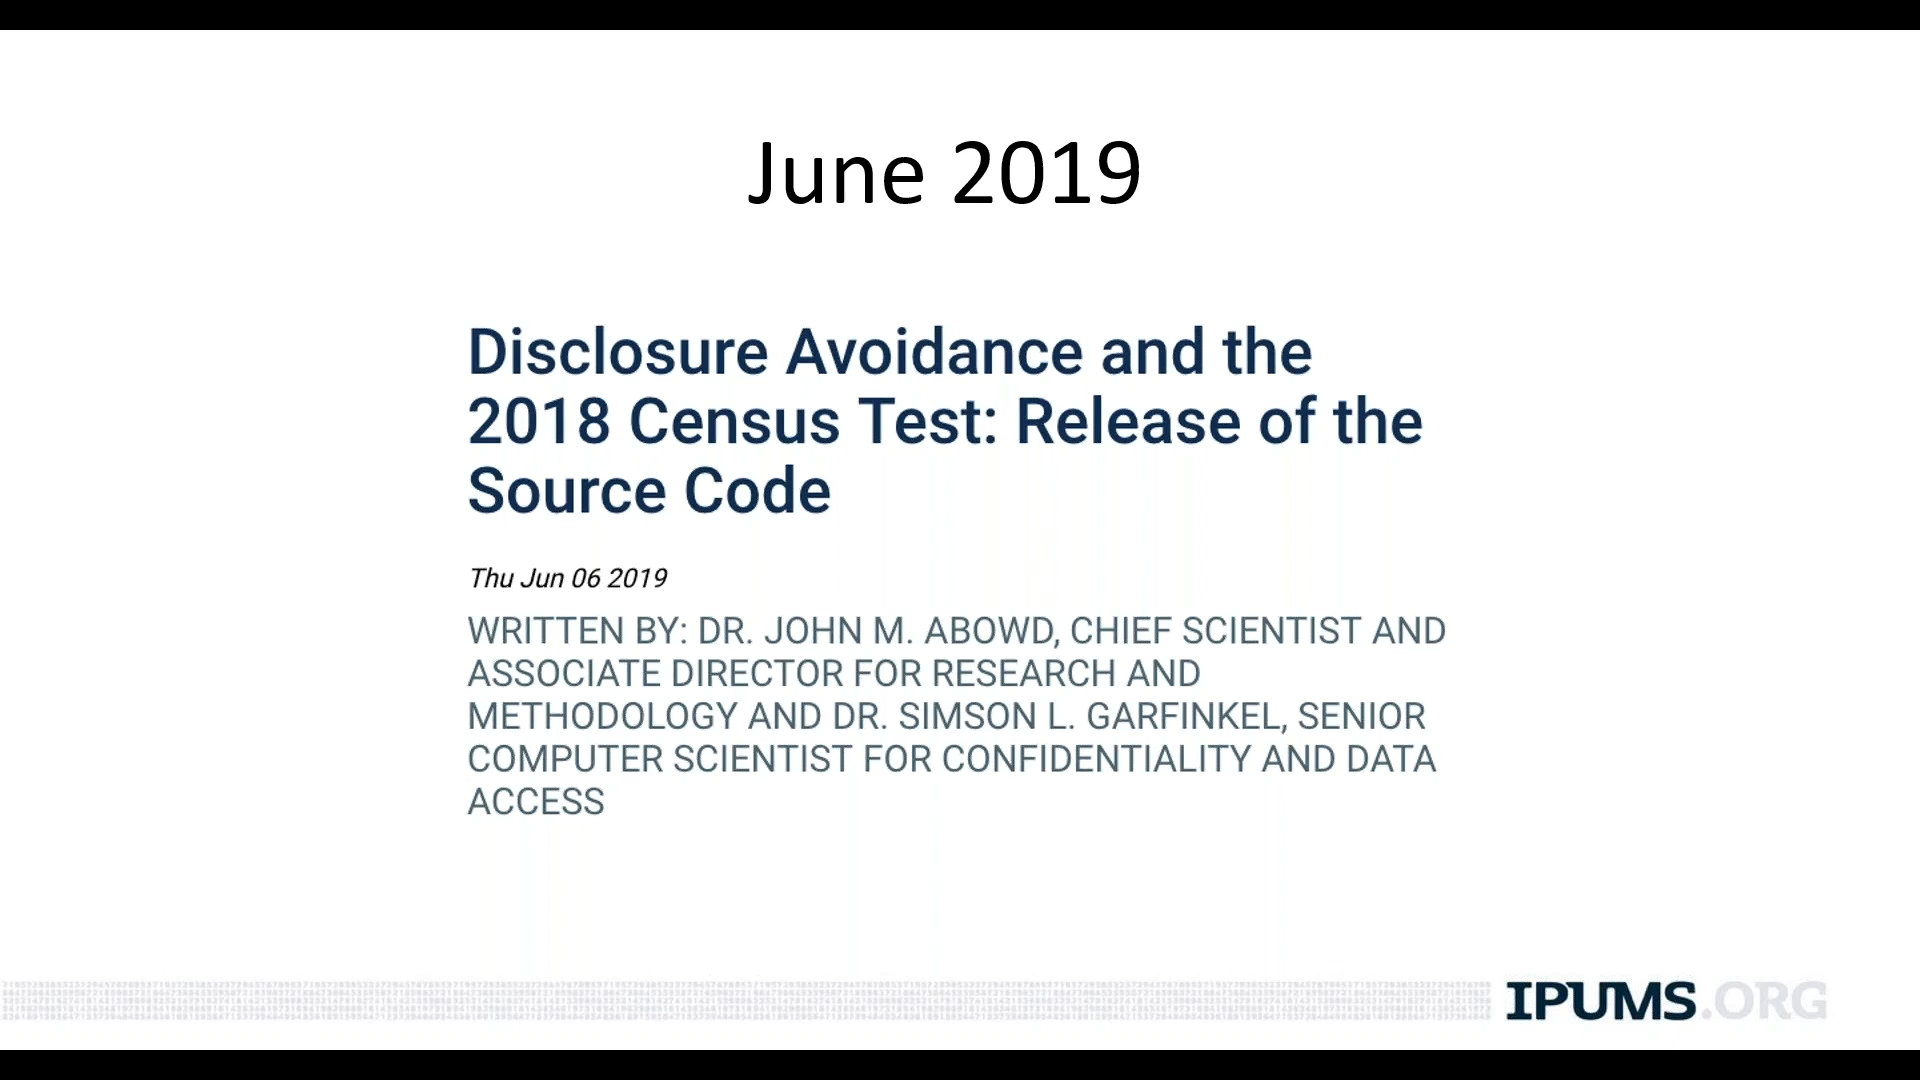 June 2019
Disclosure Avoidance and the
2018 Census Test: Release of the
Source Code
Thu Jun 06 2019
WRITTEN BY: DR. JOHN M. ABOWD, CHIEF SCIENTIST AND
ASSOCIATE DIRECTOR FOR RESEARCH AND
METHODOLOGY AND DR. SIMSON L. GARFINKEL, SENIOR
COMPUTER SCIENTIST FOR CONFIDENTIALITY AND DATA
ACCESS
IPUMS.ORG